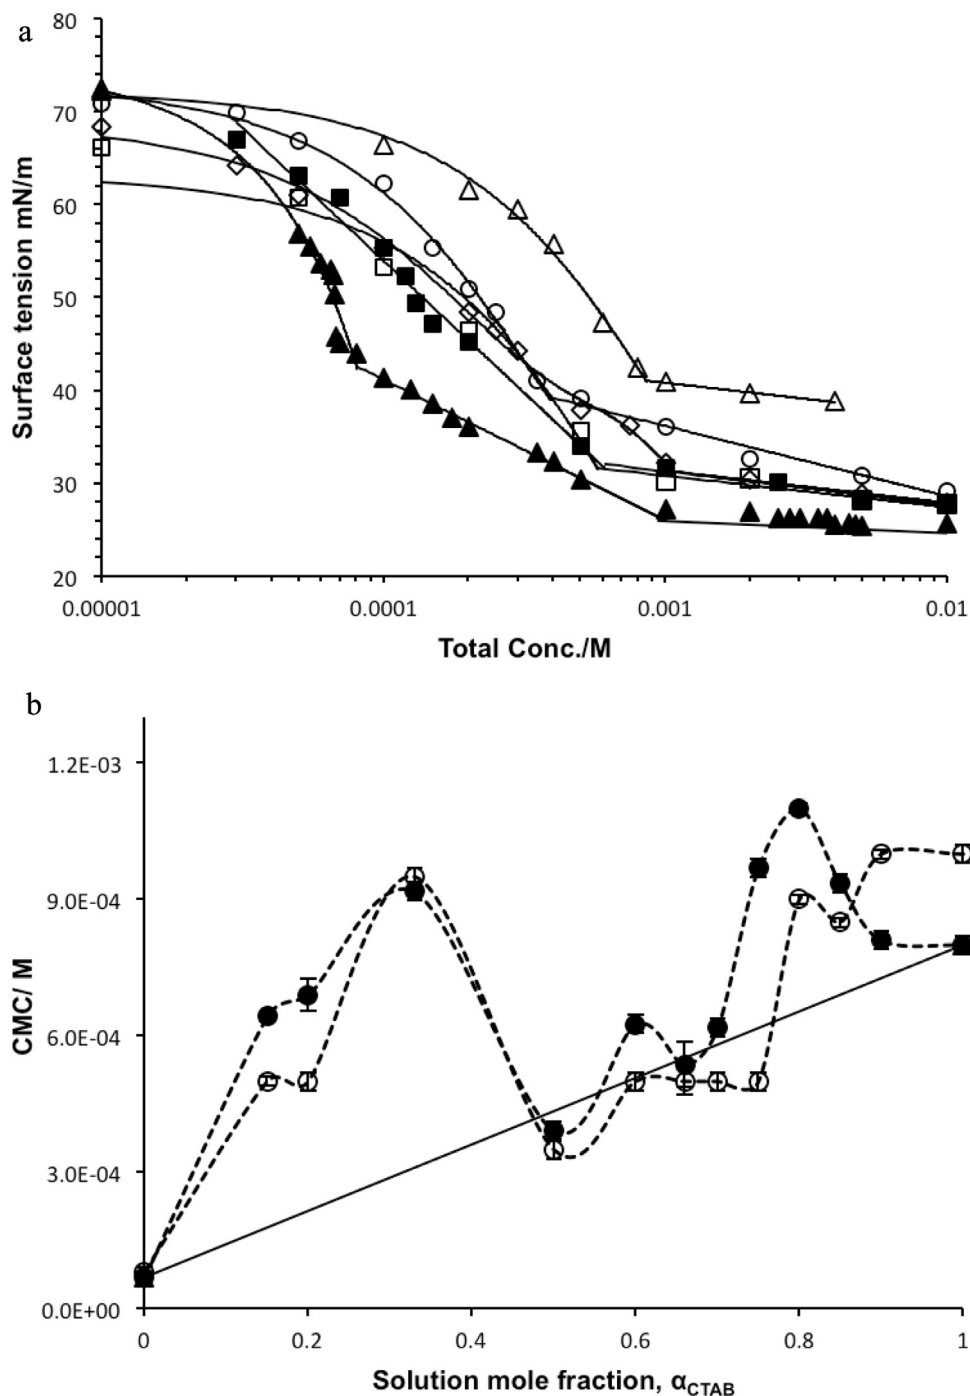 a
80
70
60
50
40
30
20
Surface tension mN/m
0.00001
0.0001
0.001
0.01
Total Conc./M
b
1.2E-03
9.0E-04
6.0E-04
3.0E-04
0.0E+00
CMC/ M
0
0.2
0.4
0.6
0.8
1
Solution mole fraction, αCTAB